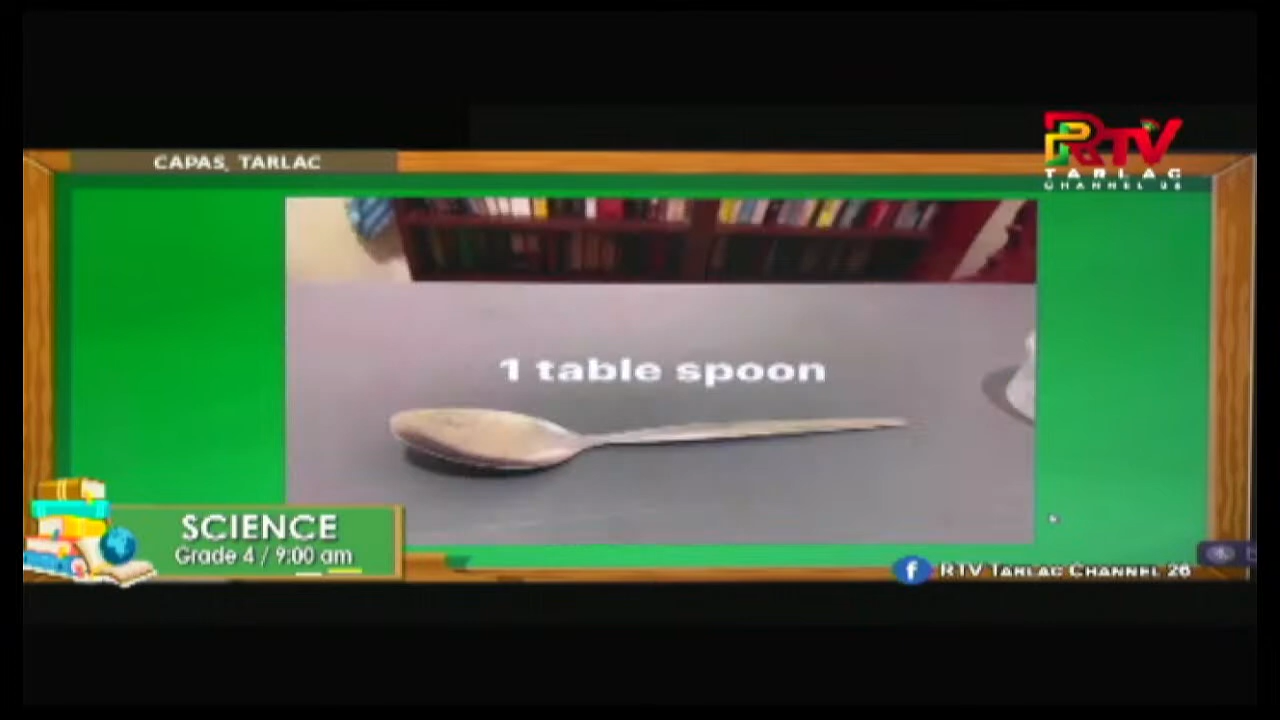 CAPAS, TARLAC
RTV
TARLAC
CHANNEL 26
1 table spoon
SCIENCE
Grade 4 / 9:00 am
RTV TARLAC CHANNEL 26